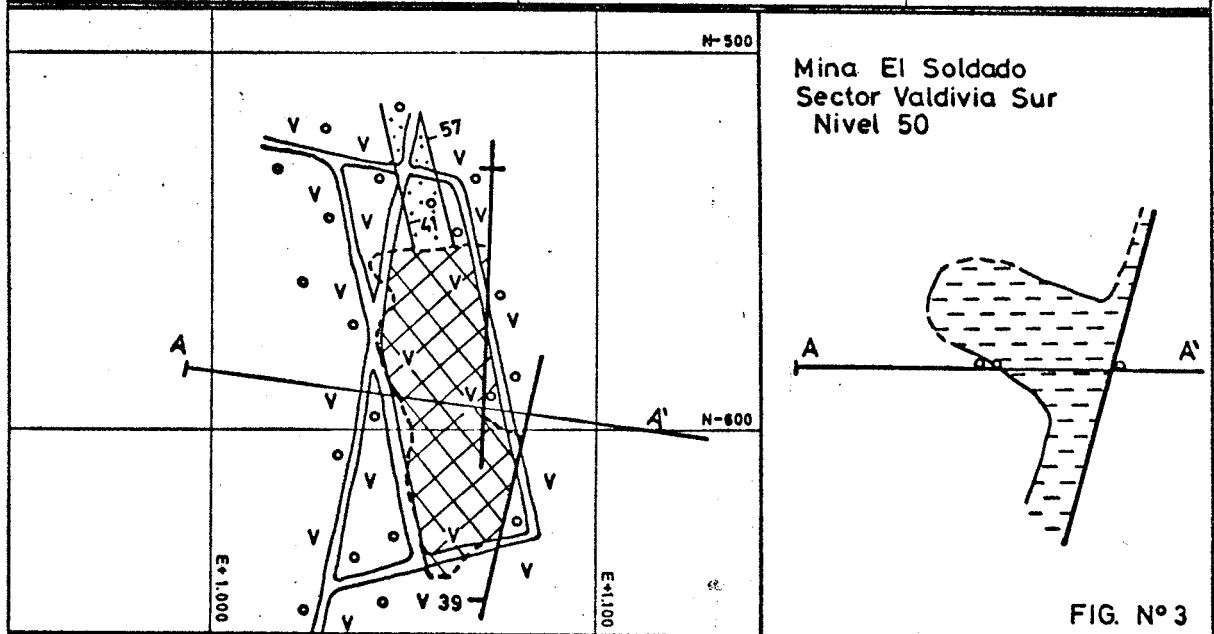 N-500
57
41
A
A'
N-600
E+1.000
E+1.100
39
Mina El Soldado
Sector Valdivia Sur
Nivel 50
A
A'
FIG. Nº 3